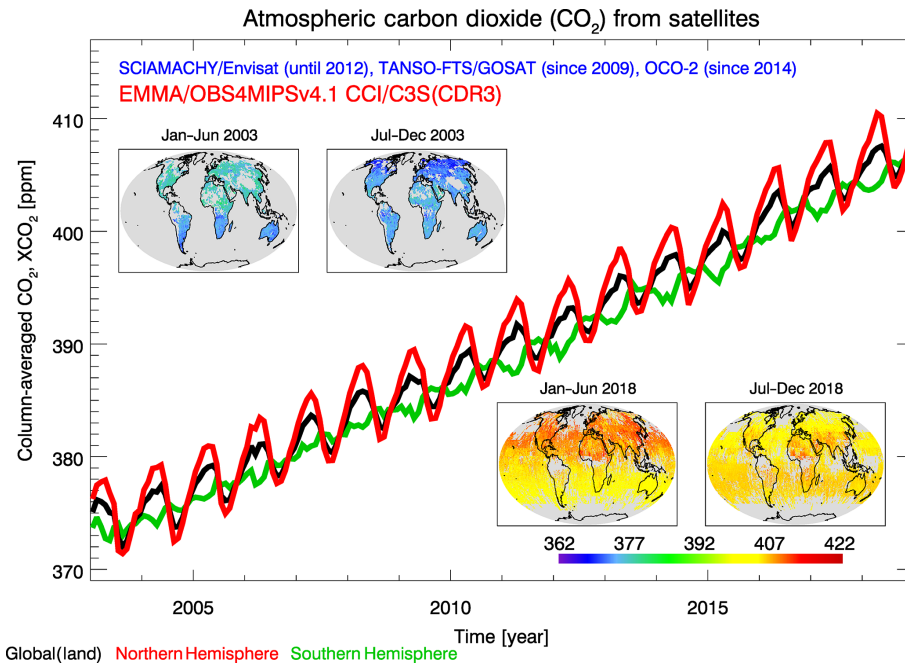 Atmospheric carbon dioxide (CO₂) from satellites
SCIAMACHY/Envisat (until 2012), TANSO-FTS/GOSAT (since 2009), OCO-2 (since 2014)
EMMA/OBS4MIPSv4.1 CCI/C3S(CDR3)
Jan–Jun 2003 Jul–Dec 2003
Column-averaged CO₂, XCO₂ [ppm]
410
400
390
380
370
Jan–Jun 2018 Jul–Dec 2018
362 377 392 407 422
2005 2010 2015
Time [year]
Global(land) Northern Hemisphere Southern Hemisphere